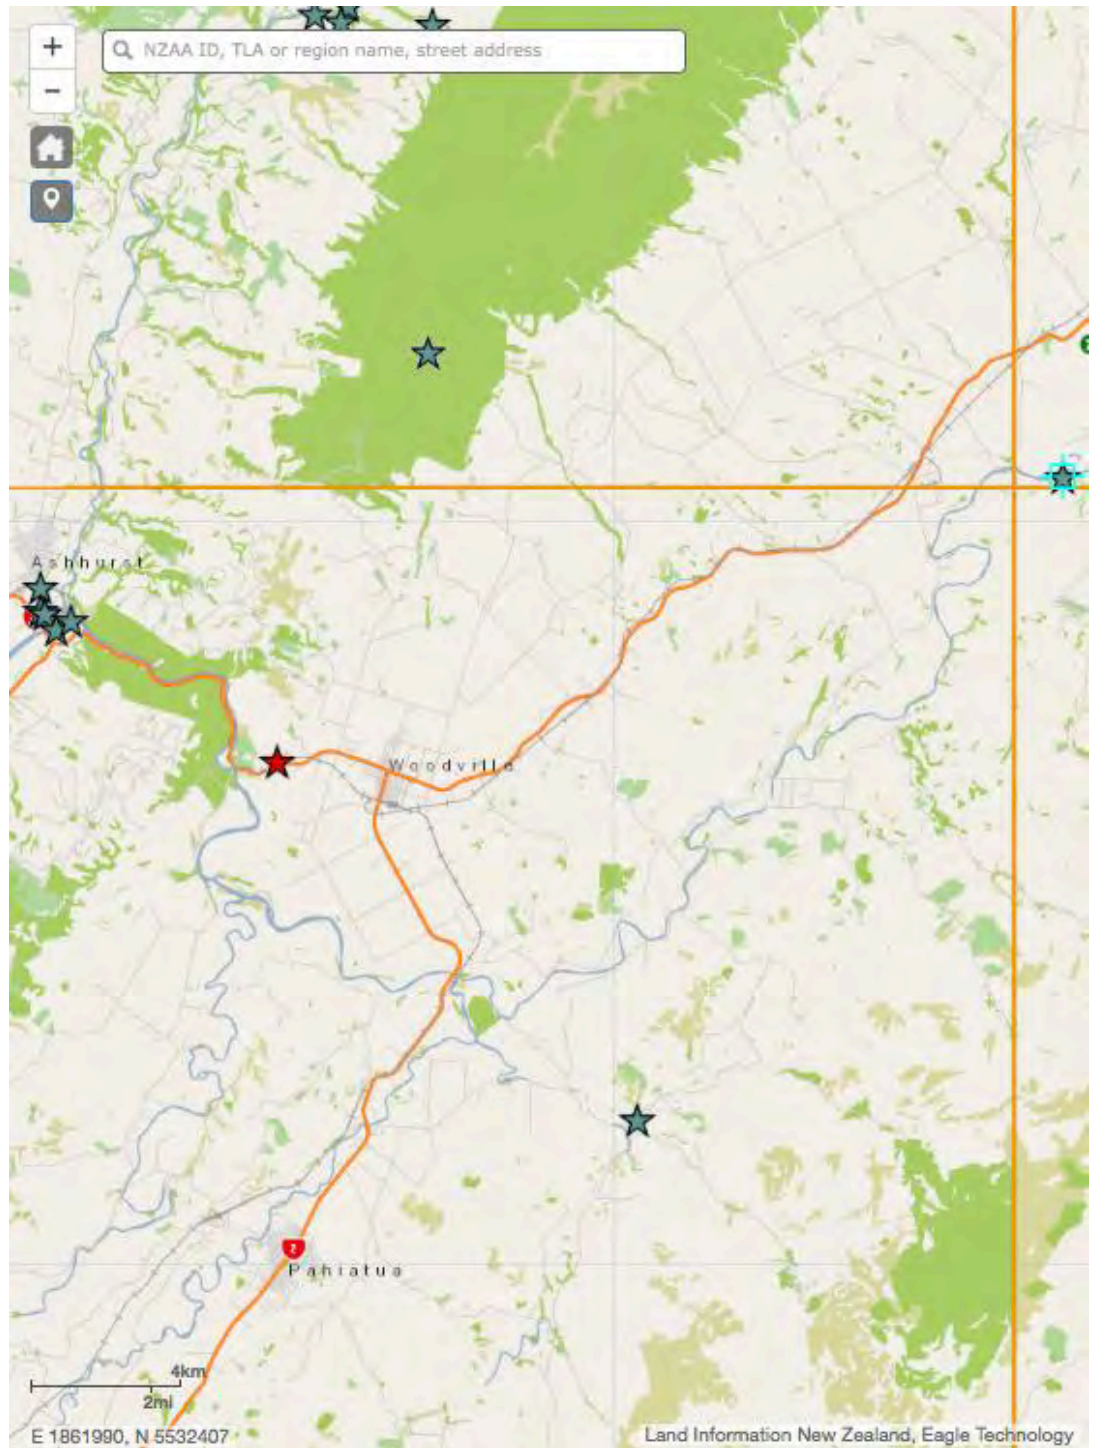 +
NZAA ID, TLA or region name, street address
−
Ashhurst
Woodville
2
Pahiatua
4km
2mi
E 1861990, N 5532407
Land Information New Zealand, Eagle Technology